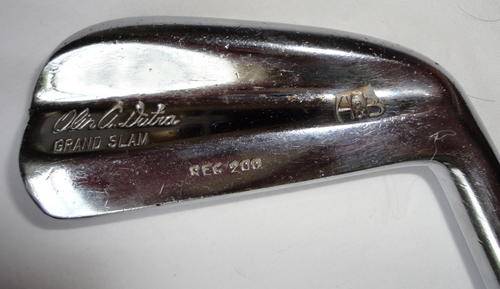 Olin A. Dutra
GRAND SLAM
REG 200